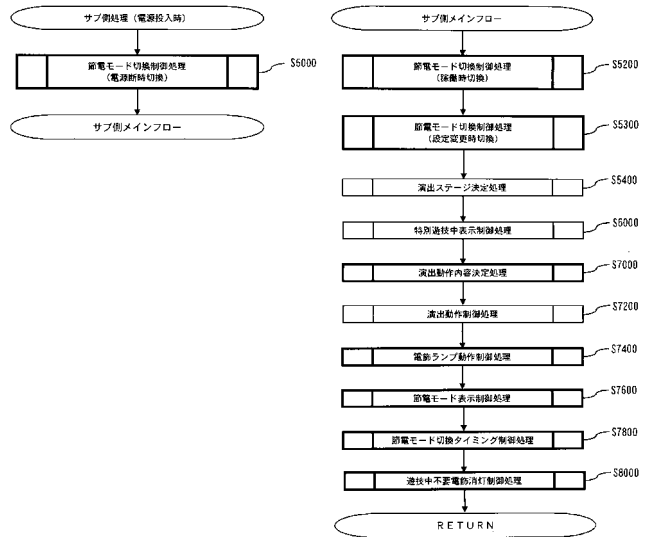 サブ側処理（電源投入時）
節電モード切換制御処理
（電源断時切換）
S5000
サブ側メインフロー
サブ側メインフロー
節電モード切換制御処理
（稼働時切換）
S5200
節電モード切換制御処理
（設定変更時切換）
S5300
演出ステージ決定処理
S5400
特別遊技中表示制御処理
S6000
演出動作内容決定処理
S7000
演出動作制御処理
S7200
電飾ランプ動作制御処理
S7400
節電モード表示制御処理
S7600
節電モード切換タイミング制御処理
S7800
遊技中不要電飾消灯制御処理
S8000
RETURN